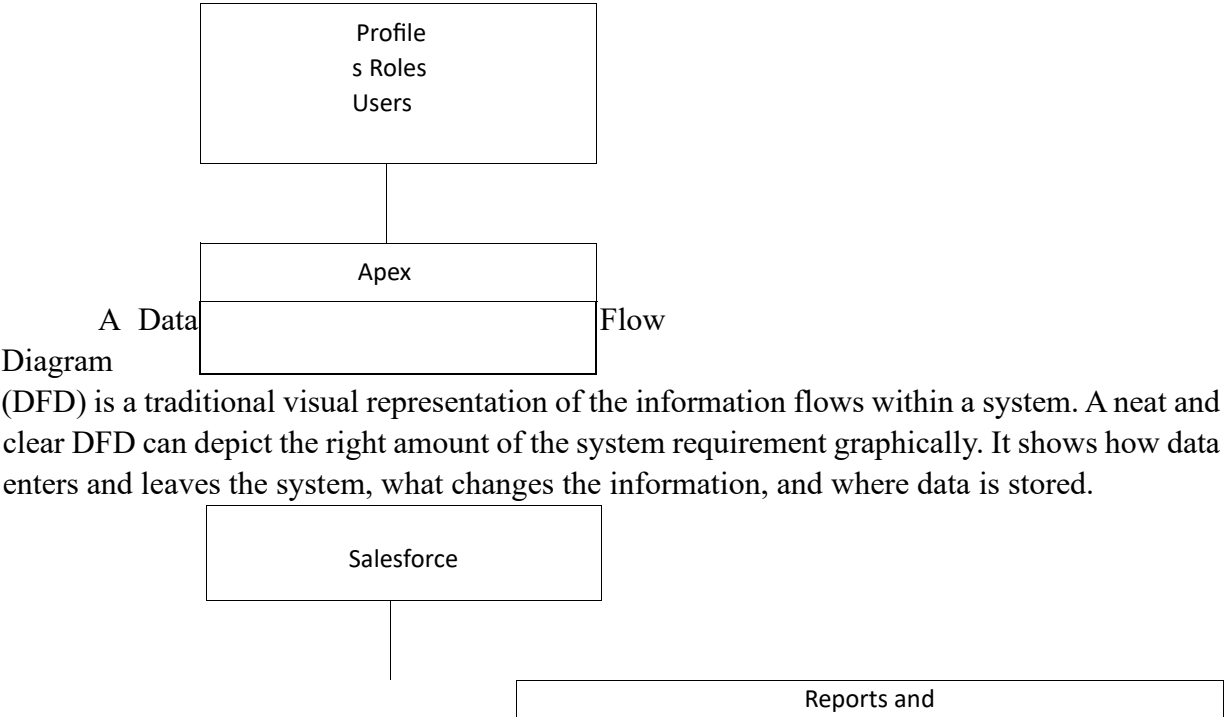 Profile
s Roles
Users
Apex
A Data Flow
Diagram
(DFD) is a traditional visual representation of the information flows within a system. A neat and
clear DFD can depict the right amount of the system requirement graphically. It shows how data
enters and leaves the system, what changes the information, and where data is stored.
Salesforce
Reports and